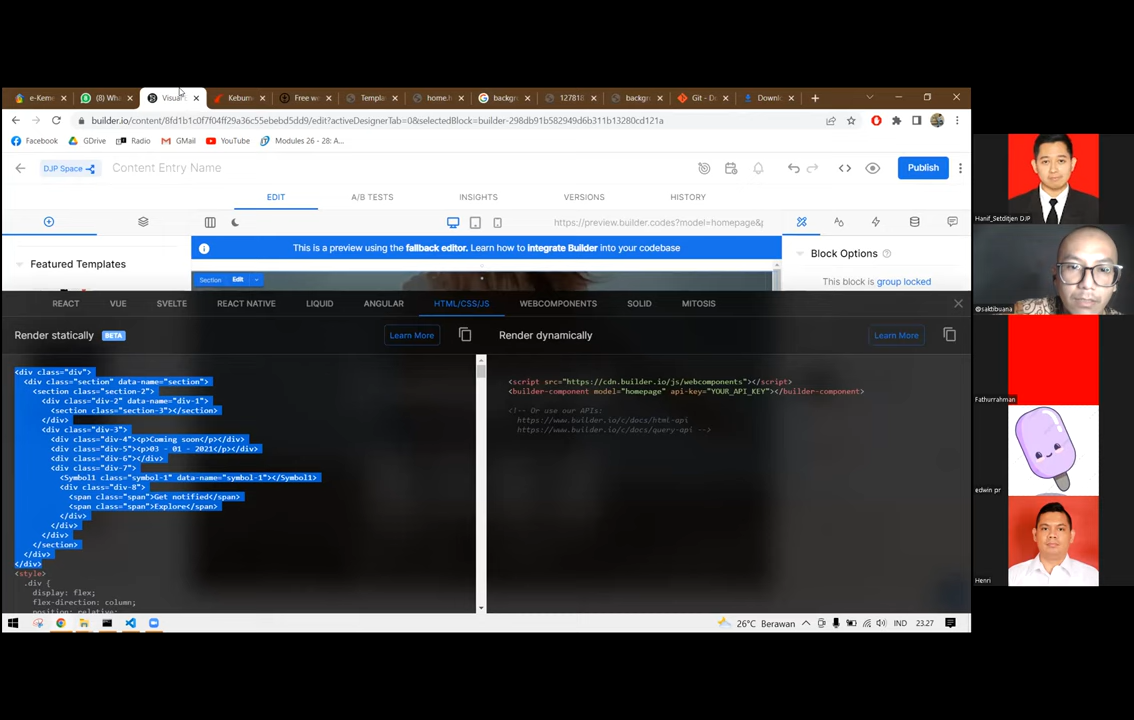 e-Keme
(8) Wha
Visual
Kebum
Free we
Templa
home.h
backgr
127818
backgr
Git - De
Downlo
builder.io/content/8fd1b1c0f7f04ff29a36c55ebebd5dd9/edit?activeDesignerTab=0&selectedBlock=builder-298db91b582949d6b311b13280cd121a
Facebook GDrive Radio GMail YouTube Modules 26 - 28: A...
DJP Space Content Entry Name Publish
EDIT A/B TESTS INSIGHTS VERSIONS HISTORY
https://preview.builder.codes?model=homepage&
This is a preview using the fallback editor. Learn how to integrate Builder into your codebase
Block Options
Featured Templates
Section Edit
This block is group locked
REACT VUE SVELTE REACT NATIVE LIQUID ANGULAR HTML/CSS/JS WEBCOMPONENTS SOLID MITOSIS
Render statically BETA Learn More
<div class="div">
<div class="section" data-name="section">
<section class="section-2">
<div class="div-2" data-name="div-1">
<section class="section-3"></section>
</div>
<div class="div-3">
<div class="div-4"><p>Coming soon</p></div>
<div class="div-5"><p>03 - 01 - 2021</p></div>
<div class="div-6"></div>
<div class="div-7">
<Symbol1 class="symbol-1" data-name="symbol-1"></Symbol1>
<div class="div-8">
<span class="span">Get notified</span>
<span class="span">Explore</span>
</div>
</div>
</div>
</section>
</div>
</div>
<style>
.div {
display: flex;
flex-direction: column;
position: relative;
Render dynamically Learn More
<script src="https://cdn.builder.io/js/webcomponents"></script>
<builder-component model="homepage" api-key="YOUR_API_KEY"></builder-component>
<!-- Or use our APIs:
https://www.builder.io/c/docs/html-api
https://www.builder.io/c/docs/query-api -->
26°C Berawan IND 23.27
Hanif_Setditjen DJP
@saktibuana
Fathurrahman
edwin pr
Henri